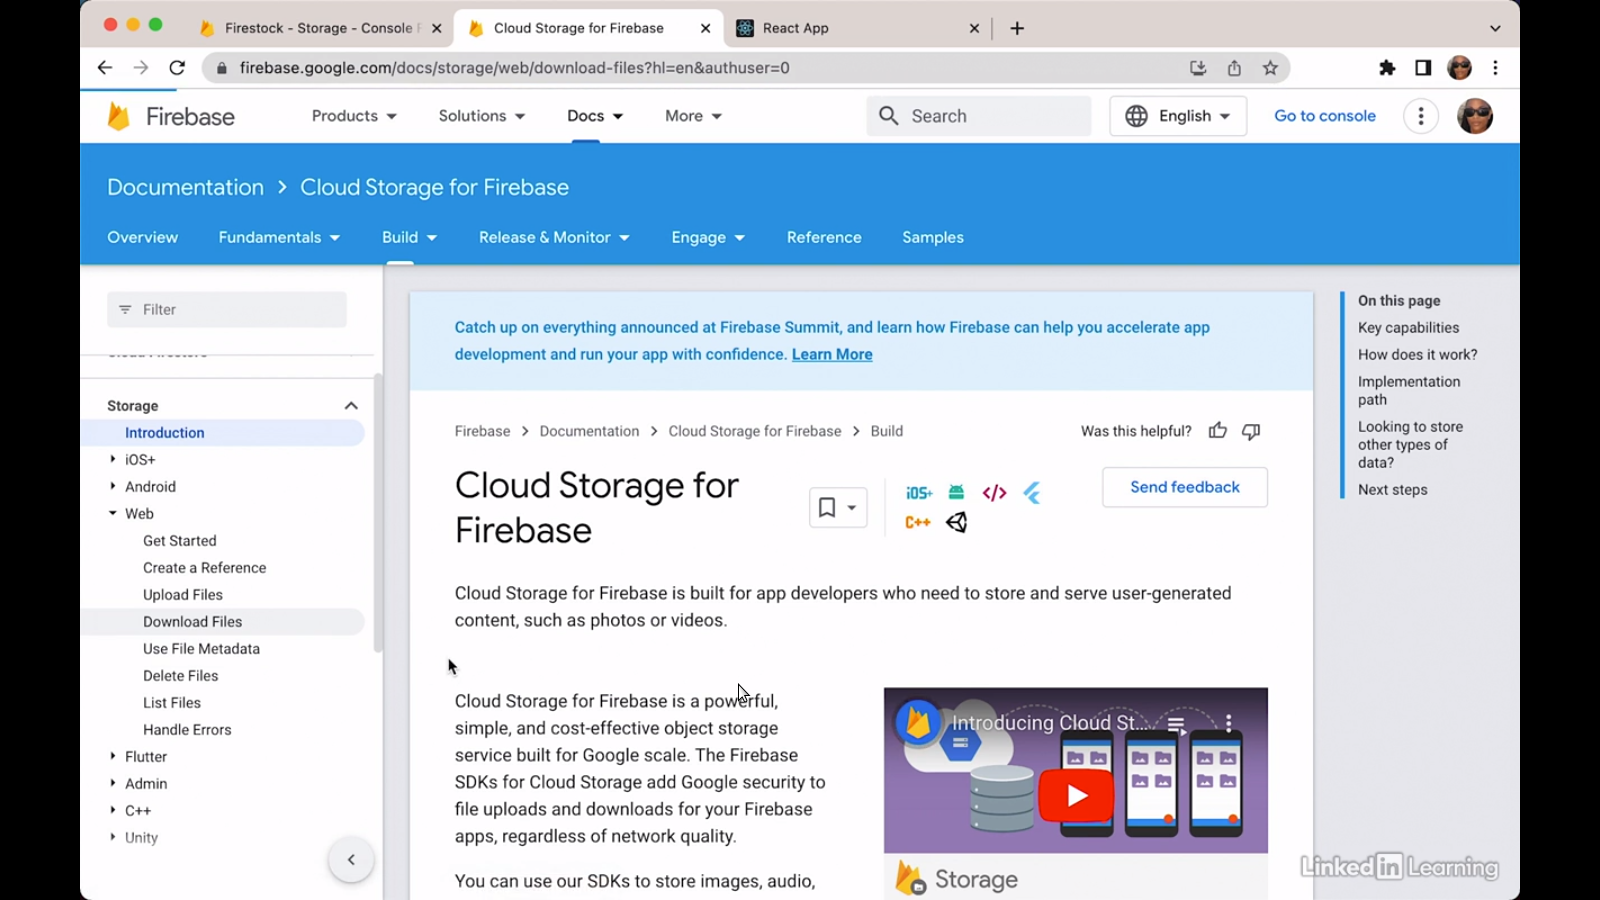 Firestock - Storage - Console F
Cloud Storage for Firebase
React App
firebase.google.com/docs/storage/web/download-files?hl=en&authuser=0
Firebase
Products
Solutions
Docs
More
Search
English
Go to console
Documentation > Cloud Storage for Firebase
Overview
Fundamentals
Build
Release & Monitor
Engage
Reference
Samples
Filter
Cloud Firestore
Storage
Introduction
iOS+
Android
Web
Get Started
Create a Reference
Upload Files
Download Files
Use File Metadata
Delete Files
List Files
Handle Errors
Flutter
Admin
C++
Unity
Catch up on everything announced at Firebase Summit, and learn how Firebase can help you accelerate app
development and run your app with confidence. Learn More
Firebase > Documentation > Cloud Storage for Firebase > Build
Was this helpful?
Cloud Storage for
Firebase
iOS+
C++
Send feedback
Cloud Storage for Firebase is built for app developers who need to store and serve user-generated
content, such as photos or videos.
Cloud Storage for Firebase is a powerful,
simple, and cost-effective object storage
service built for Google scale. The Firebase
SDKs for Cloud Storage add Google security to
file uploads and downloads for your Firebase
apps, regardless of network quality.
You can use our SDKs to store images, audio,
Introducing Cloud St...
Storage
On this page
Key capabilities
How does it work?
Implementation
path
Looking to store
other types of
data?
Next steps
LinkedIn Learning